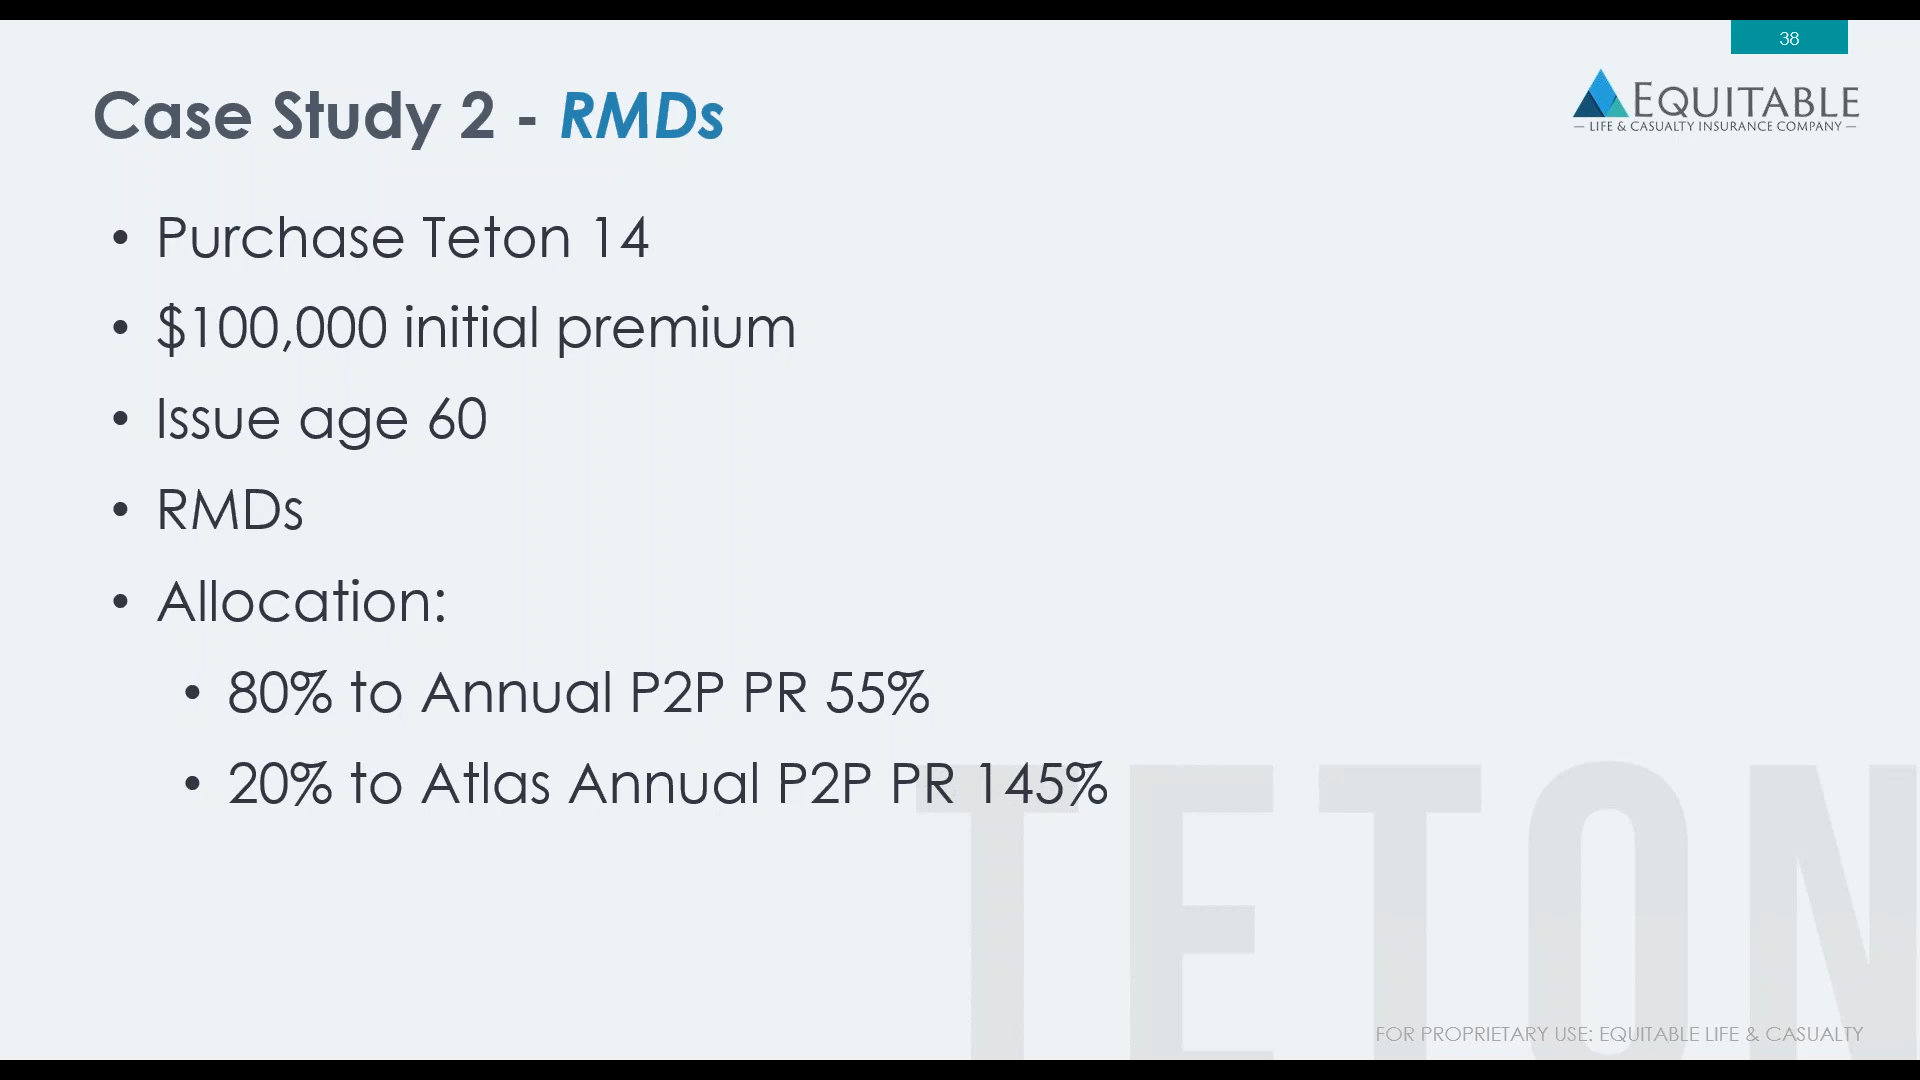 38
EQUITABLE
— LIFE & CASUALTY INSURANCE COMPANY —
Case Study 2 - RMDs
• Purchase Teton 14
• $100,000 initial premium
• Issue age 60
• RMDs
• Allocation:
• 80% to Annual P2P PR 55%
• 20% to Atlas Annual P2P PR 145%
TETON
FOR PROPRIETARY USE: EQUITABLE LIFE & CASUALTY